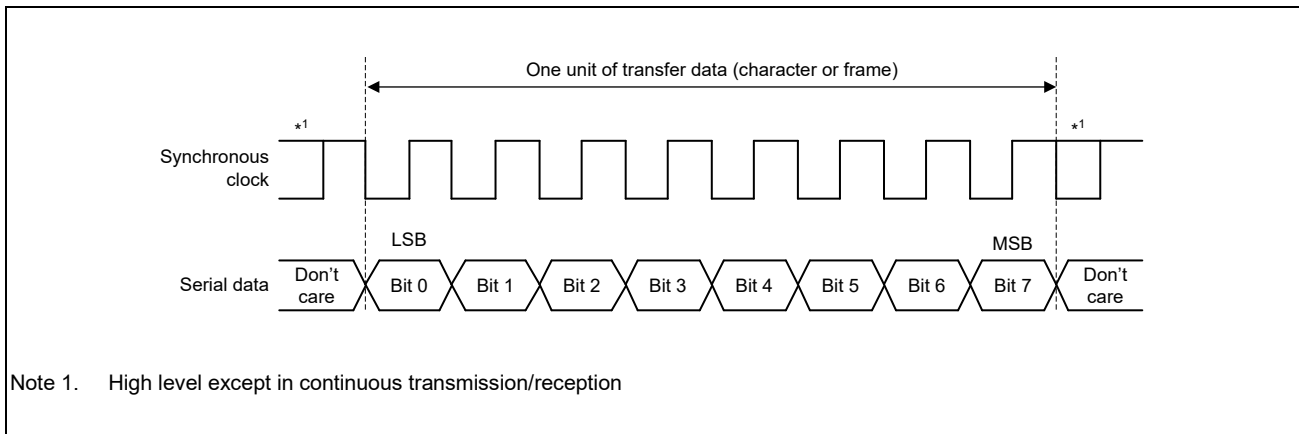 One unit of transfer data (character or frame)
*1
*1
Synchronous
clock
LSB
MSB
Serial data
Don't
care
Bit 0
Bit 1
Bit 2
Bit 3
Bit 4
Bit 5
Bit 6
Bit 7
Don't
care
Note 1. High level except in continuous transmission/reception